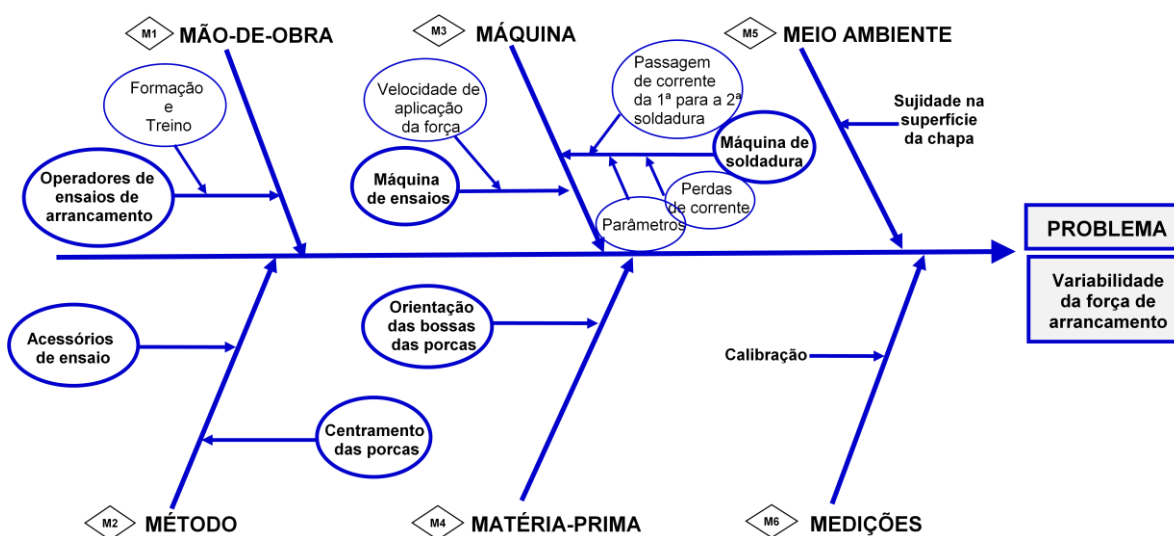 M1 MÃO-DE-OBRA
M3 MÁQUINA
M5 MEIO AMBIENTE
Formação
e
Treino
Operadores de
ensaios de
arrancamento
Velocidade de
aplicação
da força
Máquina
de ensaios
Passagem
de corrente
da 1ª para a 2ª
soldadura
Máquina de
soldadura
Perdas
de corrente
Parâmetros
Sujidade na
superfície
da chapa
PROBLEMA
Variabilidade
da força de
arrancamento
Acessórios
de ensaio
Centramento
das porcas
Orientação
das bossas
das porcas
Calibração
M2 MÉTODO
M4 MATÉRIA-PRIMA
M6 MEDIÇÕES